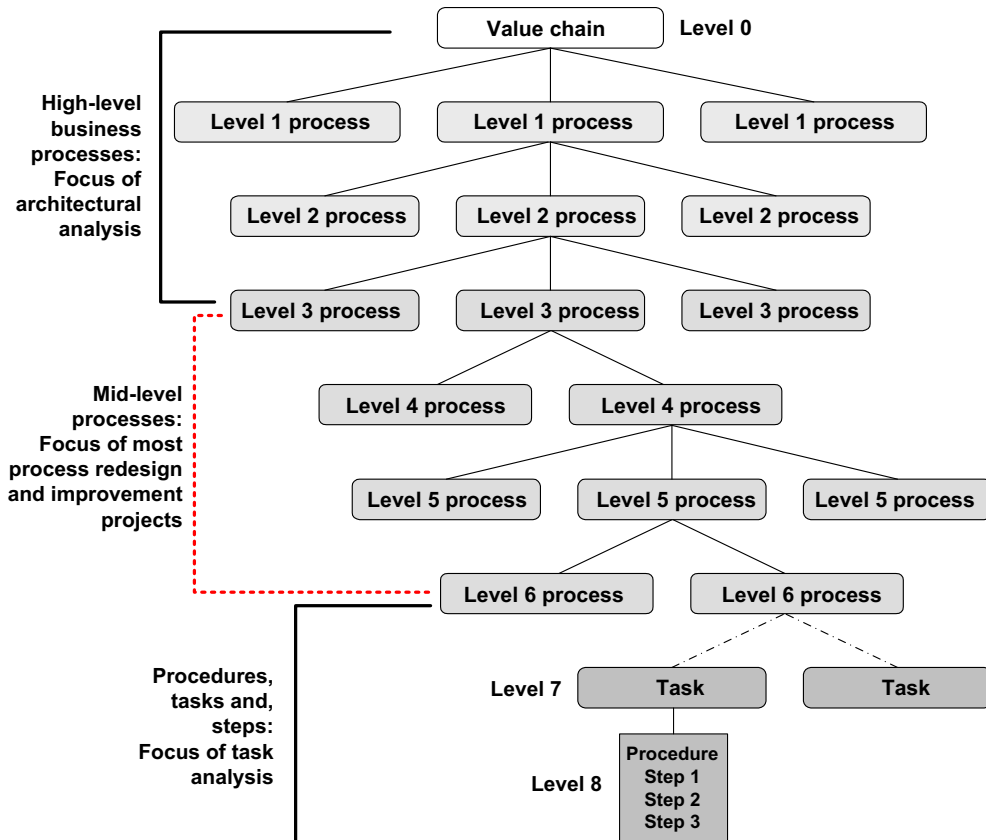 Value chain
Level 0
High-level
business
processes:
Focus of
architectural
analysis
Level 1 process
Level 1 process
Level 1 process
Level 2 process
Level 2 process
Level 2 process
Level 3 process
Level 3 process
Level 3 process
Mid-level
processes:
Focus of most
process redesign
and improvement
projects
Level 4 process
Level 4 process
Level 5 process
Level 5 process
Level 5 process
Level 6 process
Level 6 process
Procedures,
tasks and,
steps:
Focus of task
analysis
Level 7
Task
Task
Level 8
Procedure
Step 1
Step 2
Step 3